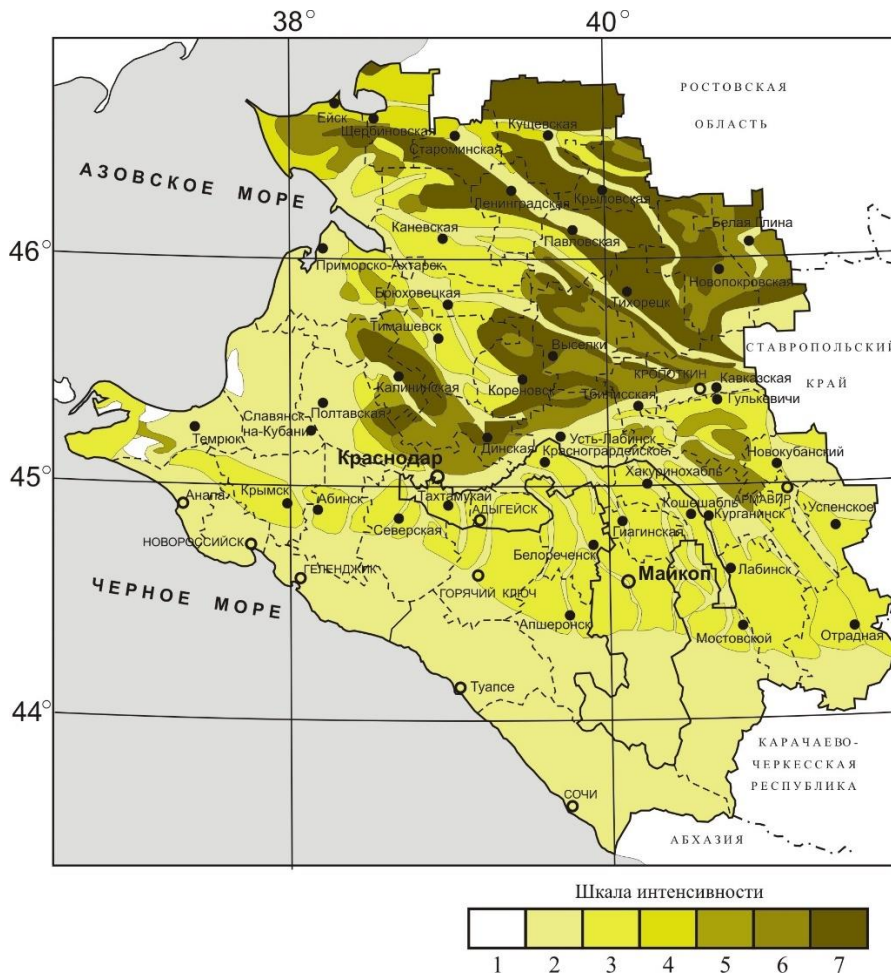 38° 40°
РОСТОВСКАЯ
ОБЛАСТЬ
Ейск
Щербиновская
Староминская
Кущевская
АЗОВСКОЕ МОРЕ
Ленинградская
Крыловская
Каневская
Павловская
Белая Глина
46°
Приморско-Ахтарск
Новопокровская
Брюховецкая
Тихорецк
Тимашевск
Выселки
СТАВРОПОЛЬСКИЙ
КРАЙ
Калининская
Кореновск
КРОПОТКИН
Кавказская
Тбилисская
Гулькевичи
Славянск
на-Кубани
Полтавская
Темрюк
Динская
Усть-Лабинск
Краснодар
Красногвардейское
Новокубанский
45°
Хакуринохабль
Анапа
Крымск
Абинск
Тахтамукай
АДЫГЕЙСК
Кошехабль
АРМАВИР
Успенское
Северская
Гиагинская
Курганинск
НОВОРОССИЙСК
Белореченск
ГЕЛЕНДЖИК
ГОРЯЧИЙ КЛЮЧ
Майкоп
Лабинск
ЧЕРНОЕ МОРЕ
Апшеронск
Мостовской
Отрадная
Туапсе
44°
КАРАЧАЕВО-
ЧЕРКЕССКАЯ
РЕСПУБЛИКА
СОЧИ
АБХАЗИЯ
Шкала интенсивности
1 2 3 4 5 6 7